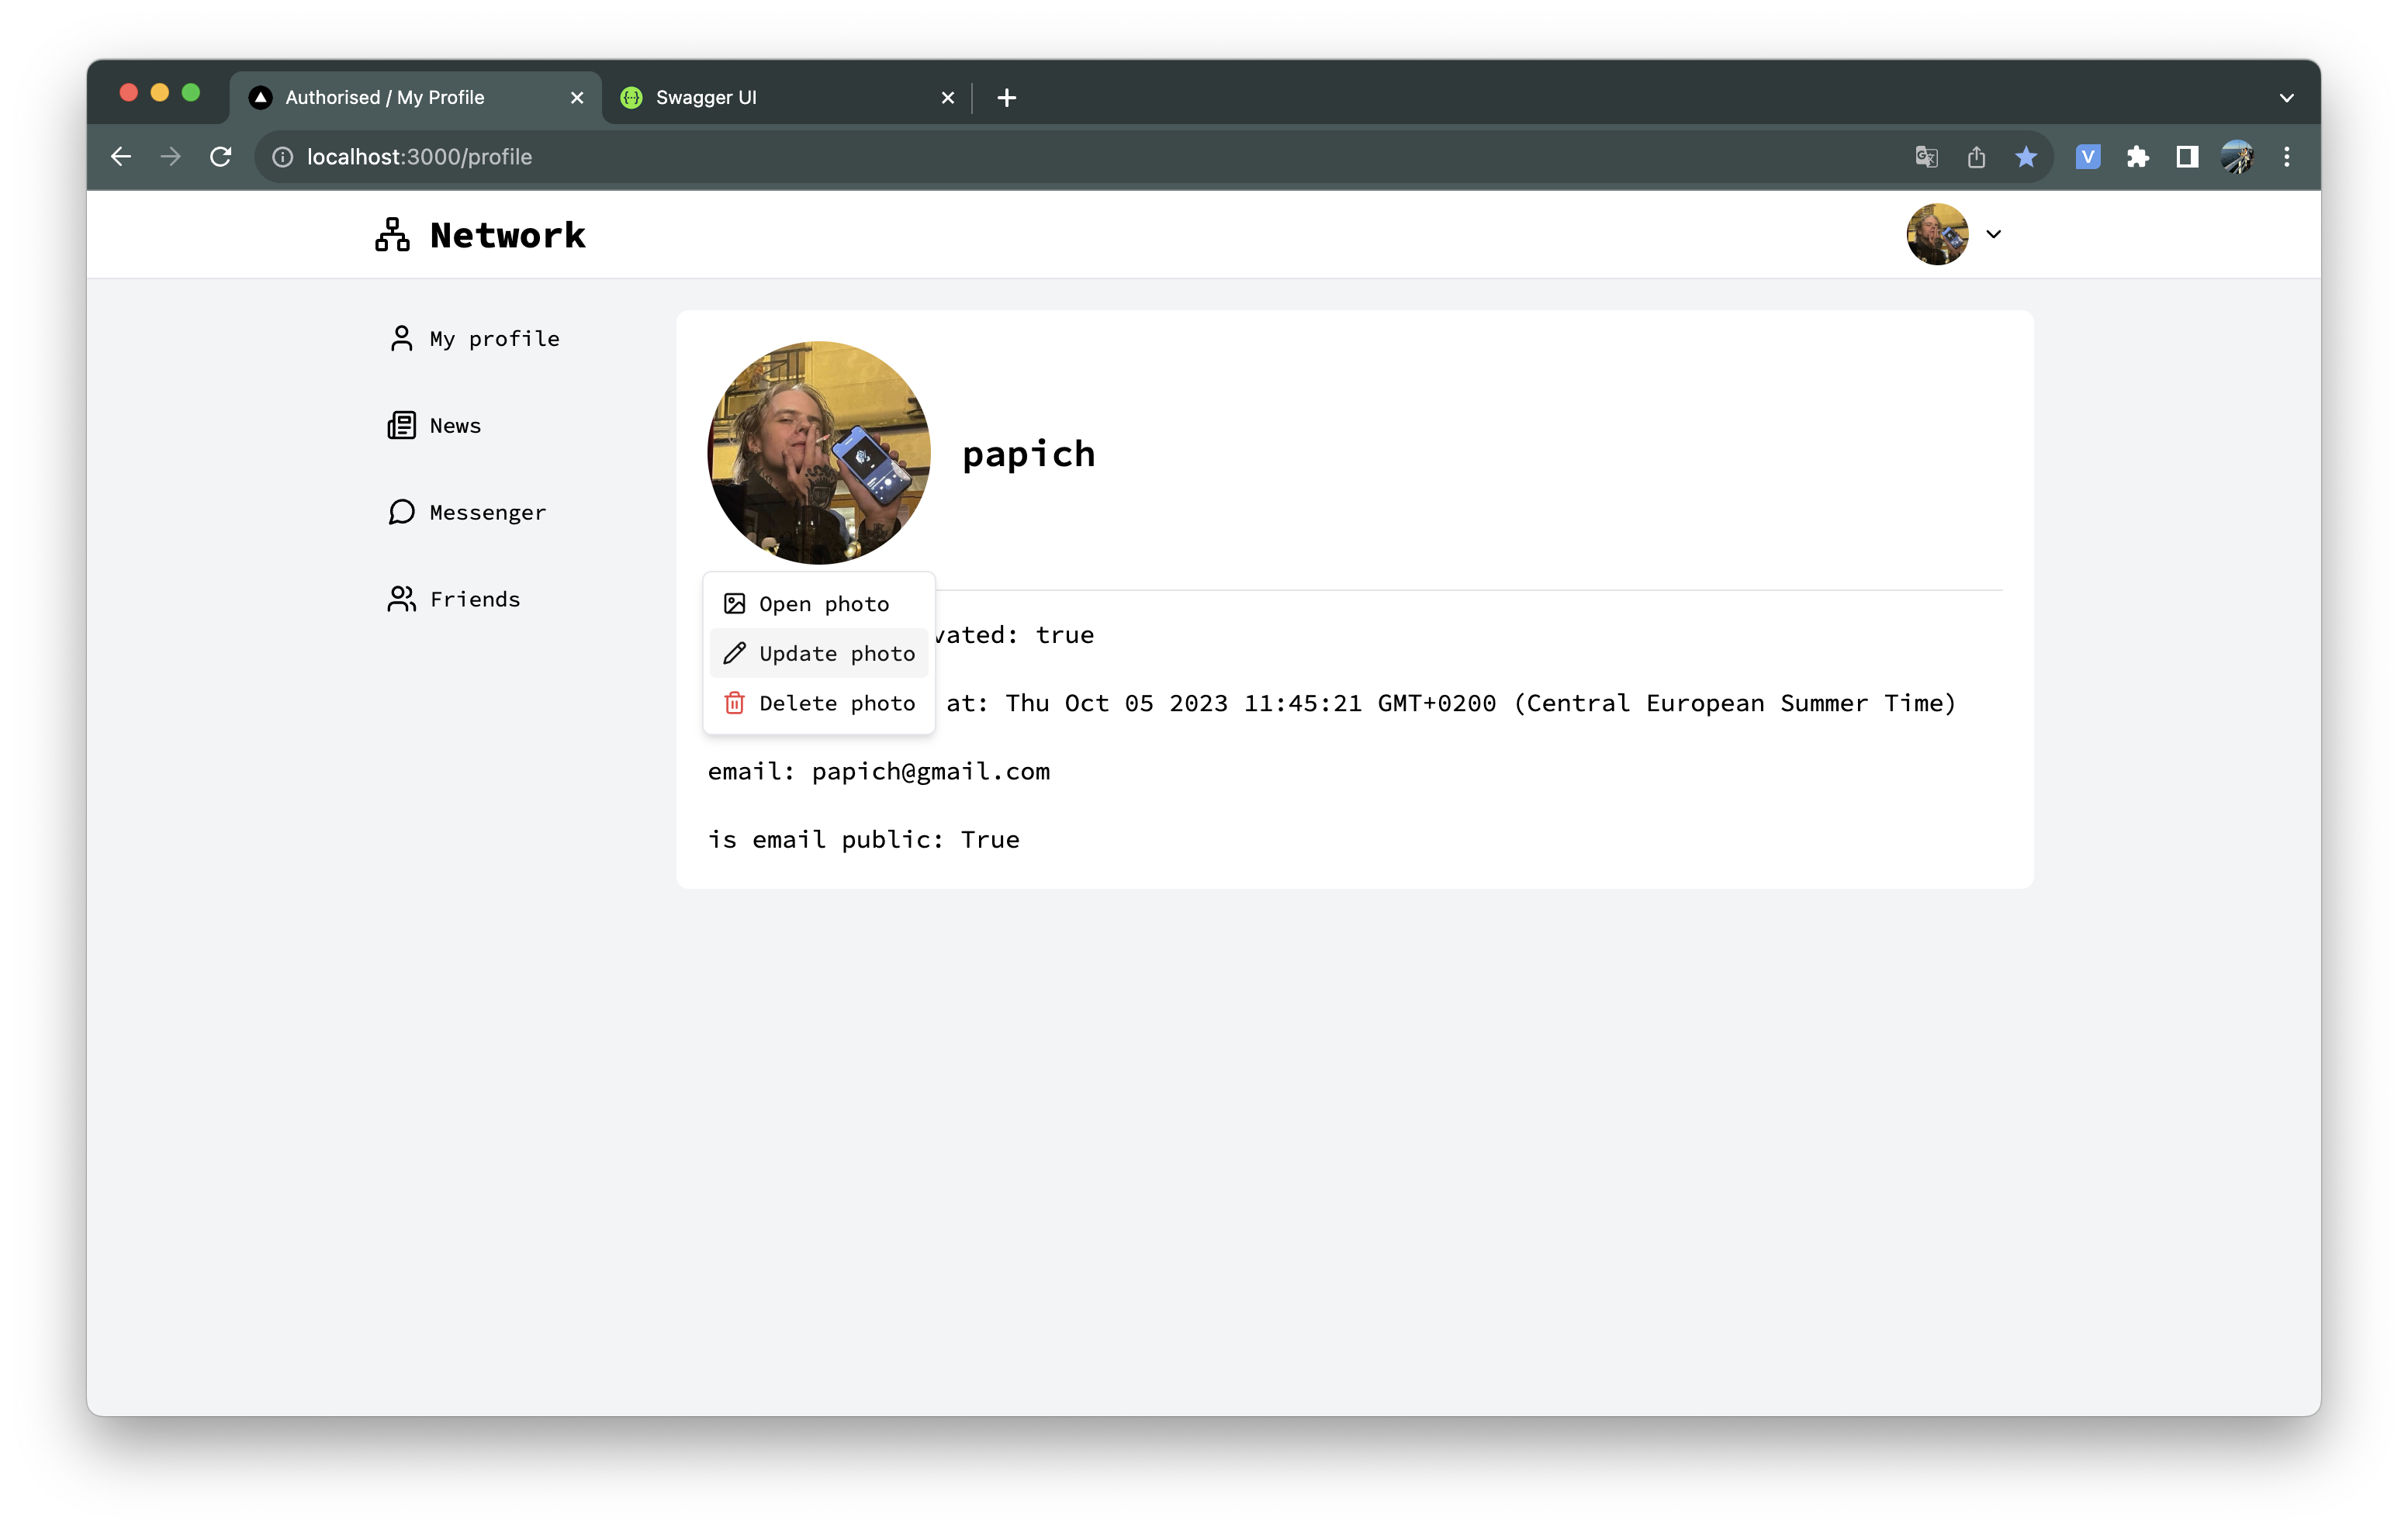 Authorised / My Profile
Swagger UI
localhost:3000/profile
V
Network
My profile
News
Messenger
Friends
papich
Open photo
Update photo
Delete photo
vated: true
at: Thu Oct 05 2023 11:45:21 GMT+0200 (Central European Summer Time)
email: papich@gmail.com
is email public: True